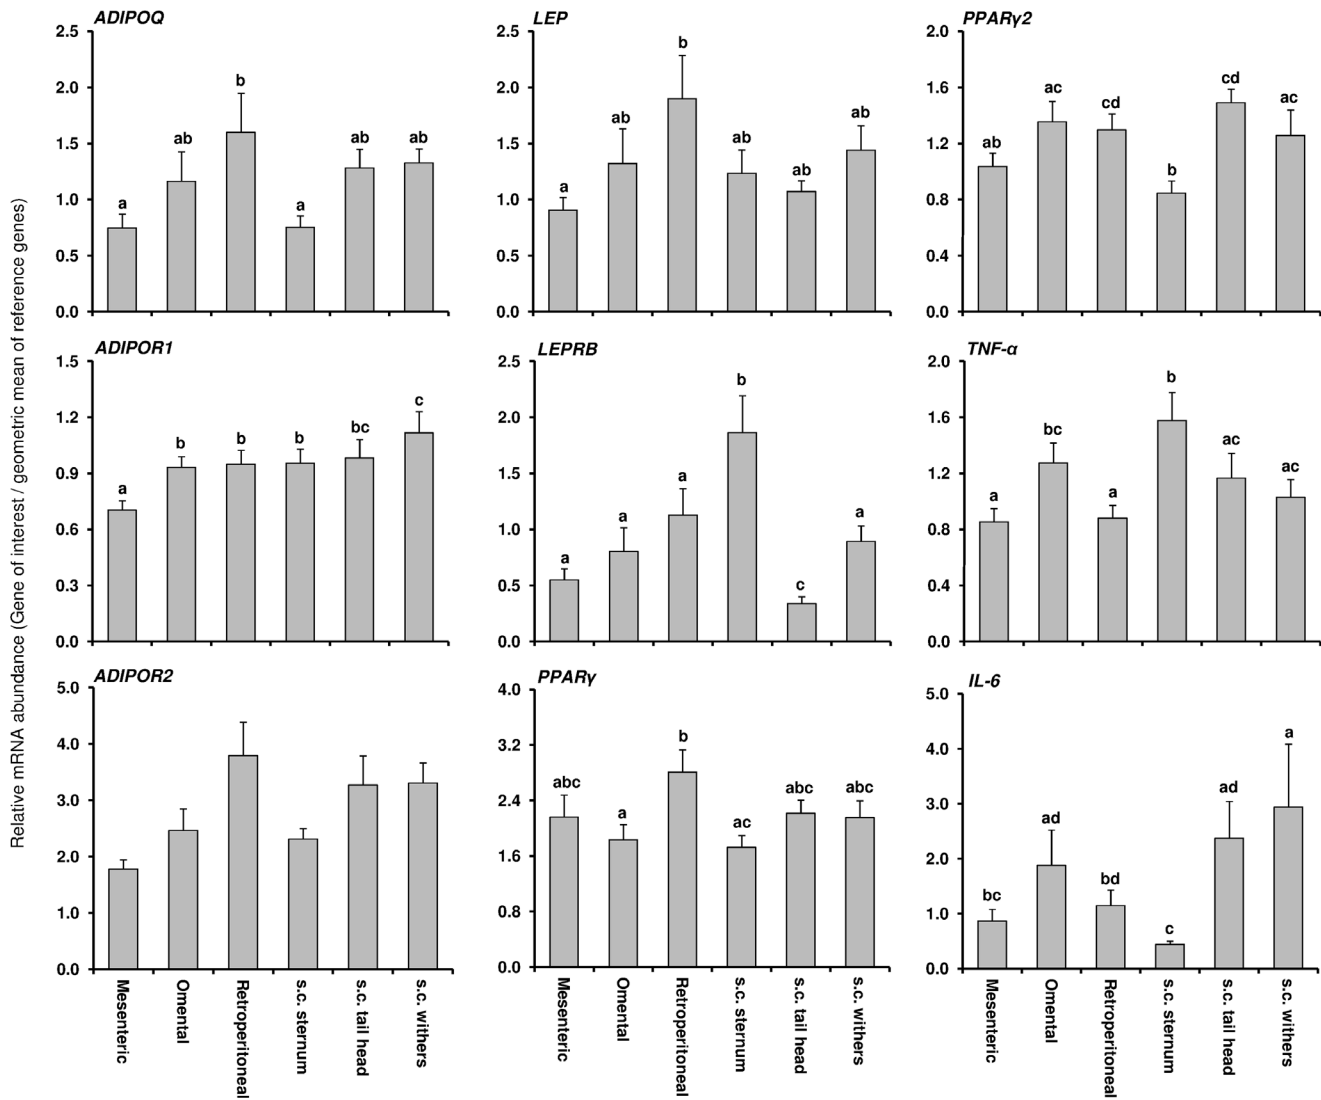 Relative mRNA abundance (Gene of interest / geometric mean of reference genes)
ADIPOQ
2.5
2.0
1.5
1.0
0.5
0.0
a
ab
b
a
ab
ab
LEP
2.5
2.0
1.5
1.0
0.5
0.0
a
ab
b
ab
ab
ab
PPARγ2
2.0
1.6
1.2
0.8
0.4
0.0
ab
ac
cd
b
cd
ac
ADIPOR1
1.5
1.2
0.9
0.6
0.3
0.0
a
b
b
b
bc
c
LEPRB
2.5
2.0
1.5
1.0
0.5
0.0
a
a
a
b
c
a
TNF-α
2.0
1.6
1.2
0.8
0.4
0.0
a
bc
a
b
ac
ac
ADIPOR2
5.0
4.0
3.0
2.0
1.0
0.0
Mesenteric
Omental
Retroperitoneal
s.c. sternum
s.c. tail head
s.c. withers
PPARγ
4.0
3.2
2.4
1.6
0.8
0.0
abc
a
b
ac
abc
abc
Mesenteric
Omental
Retroperitoneal
s.c. sternum
s.c. tail head
s.c. withers
IL-6
5.0
4.0
3.0
2.0
1.0
0.0
bc
ad
bd
c
ad
a
Mesenteric
Omental
Retroperitoneal
s.c. sternum
s.c. tail head
s.c. withers